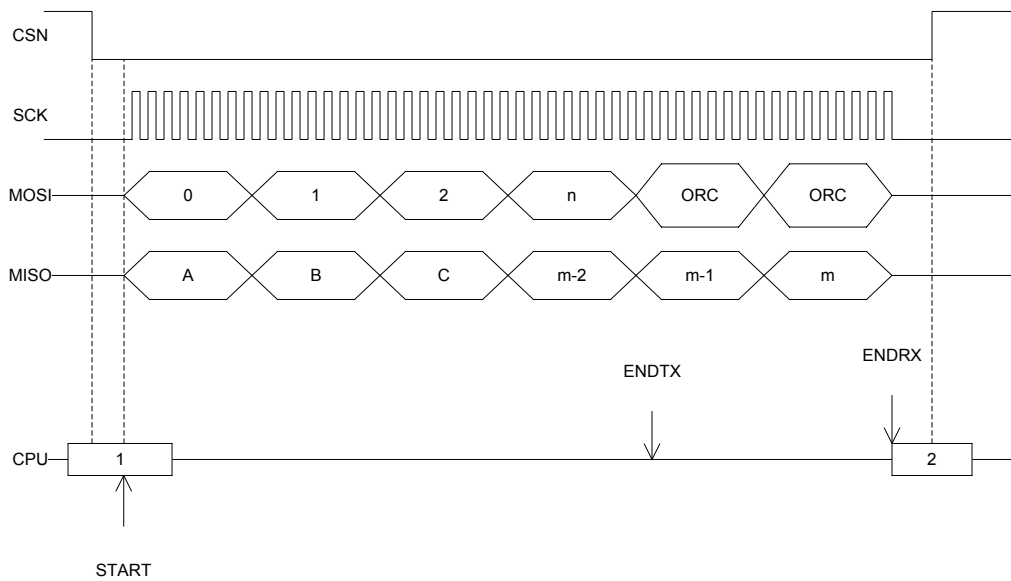 CSN
SCK
MOSI 0 1 2 n ORC ORC
MISO A B C m-2 m-1 m
ENDTX ENDRX
CPU 1 2
START